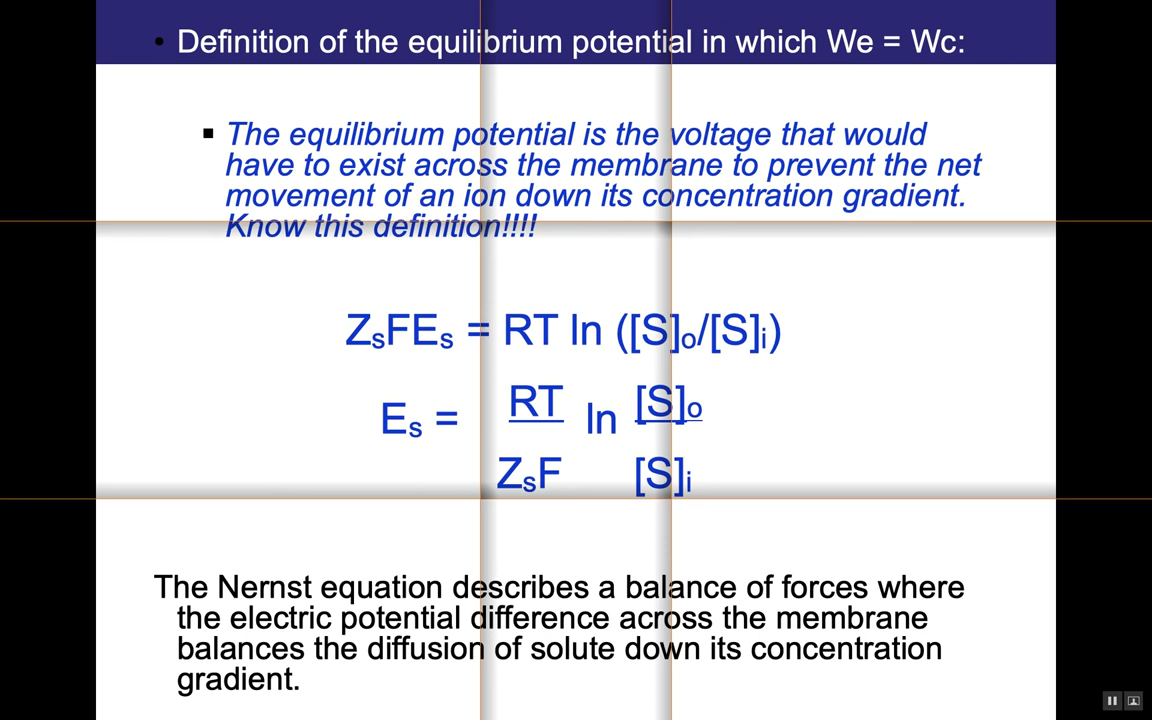 • Definition of the equilibrium potential in which We = Wc:
▪ The equilibrium potential is the voltage that would
have to exist across the membrane to prevent the net
movement of an ion down its concentration gradient.
Know this definition!!!!
ZsFEs = RT ln ([S]o/[S]i)
Es = RT ln [S]o
ZsF [S]i
The Nernst equation describes a balance of forces where
the electric potential difference across the membrane
balances the diffusion of solute down its concentration
gradient.